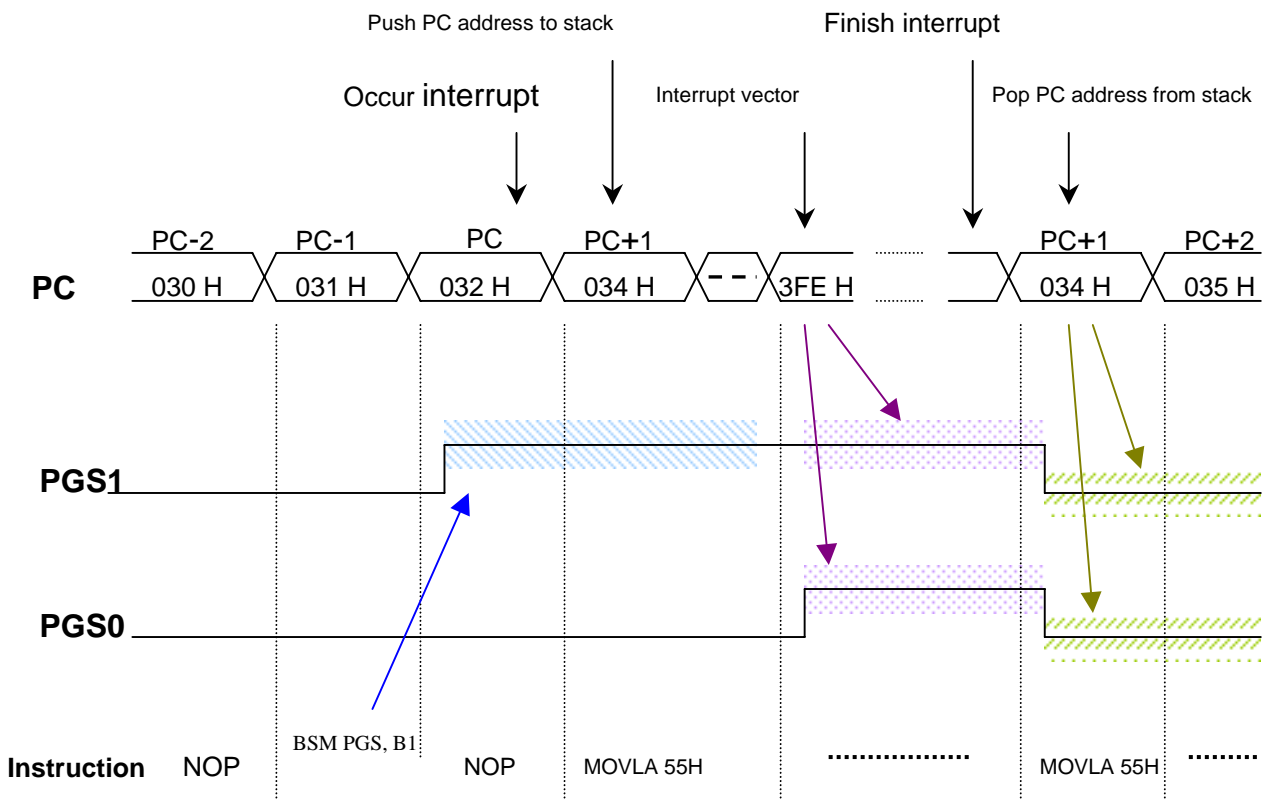 Push PC address to stack
Finish interrupt
Occur interrupt
Interrupt vector
Pop PC address from stack
PC-2 PC-1 PC PC+1 PC+1 PC+2
PC 030 H 031 H 032 H 034 H 3FE H 034 H 035 H
PGS1
PGS0
BSM PGS, B1
Instruction NOP NOP MOVLA 55H MOVLA 55H